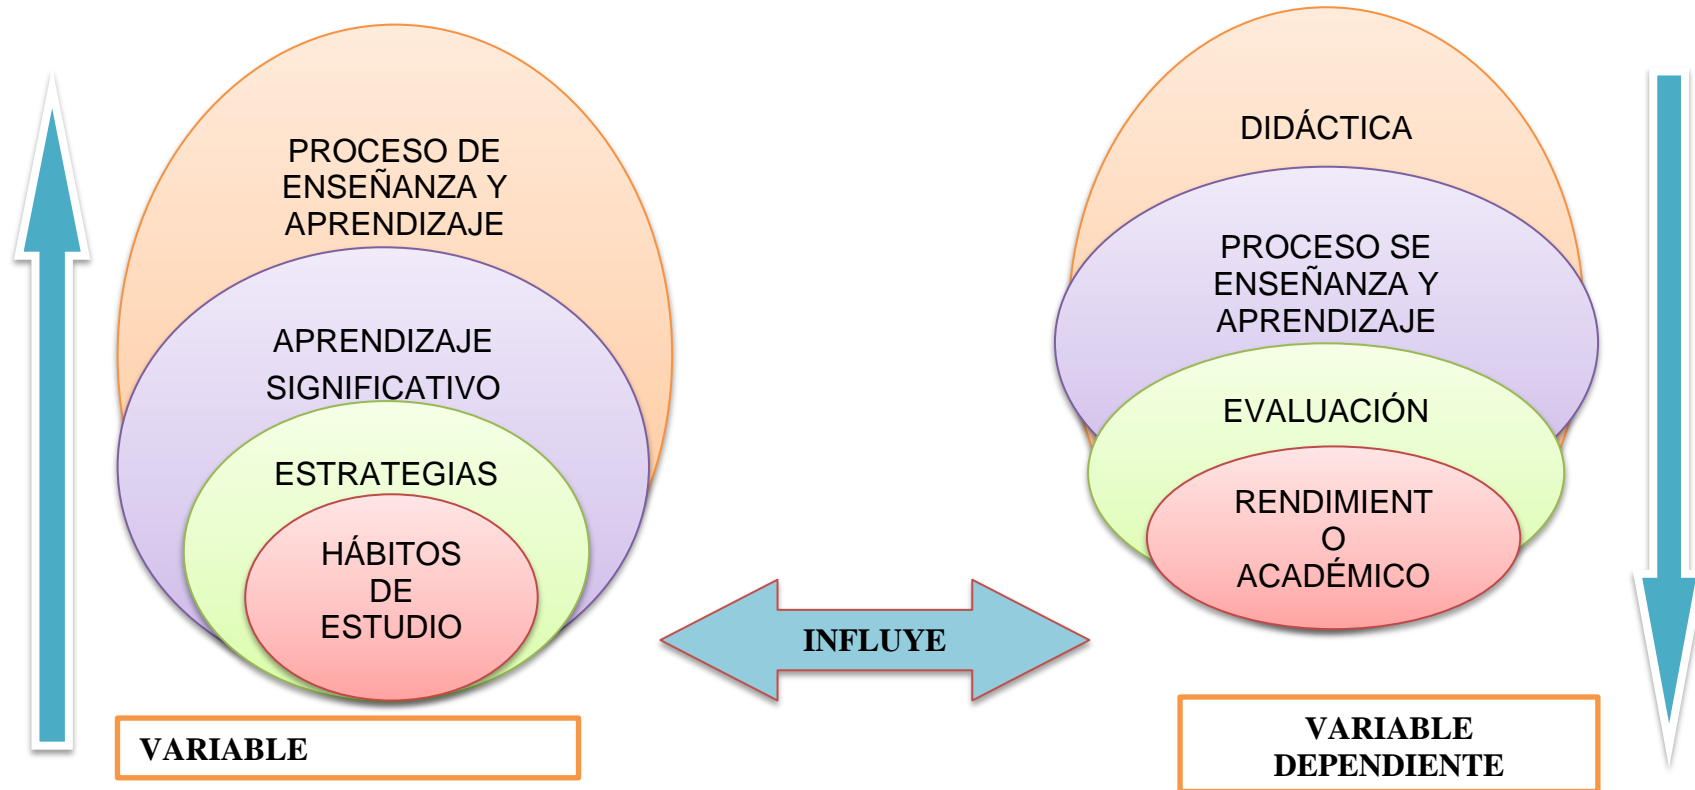 PROCESO DE
ENSEÑANZA Y
APRENDIZAJE
APRENDIZAJE
SIGNIFICATIVO
ESTRATEGIAS
HÁBITOS
DE
ESTUDIO
VARIABLE
INFLUYE
DIDÁCTICA
PROCESO SE
ENSEÑANZA Y
APRENDIZAJE
EVALUACIÓN
RENDIMIENT
O
ACADÉMICO
VARIABLE
DEPENDIENTE